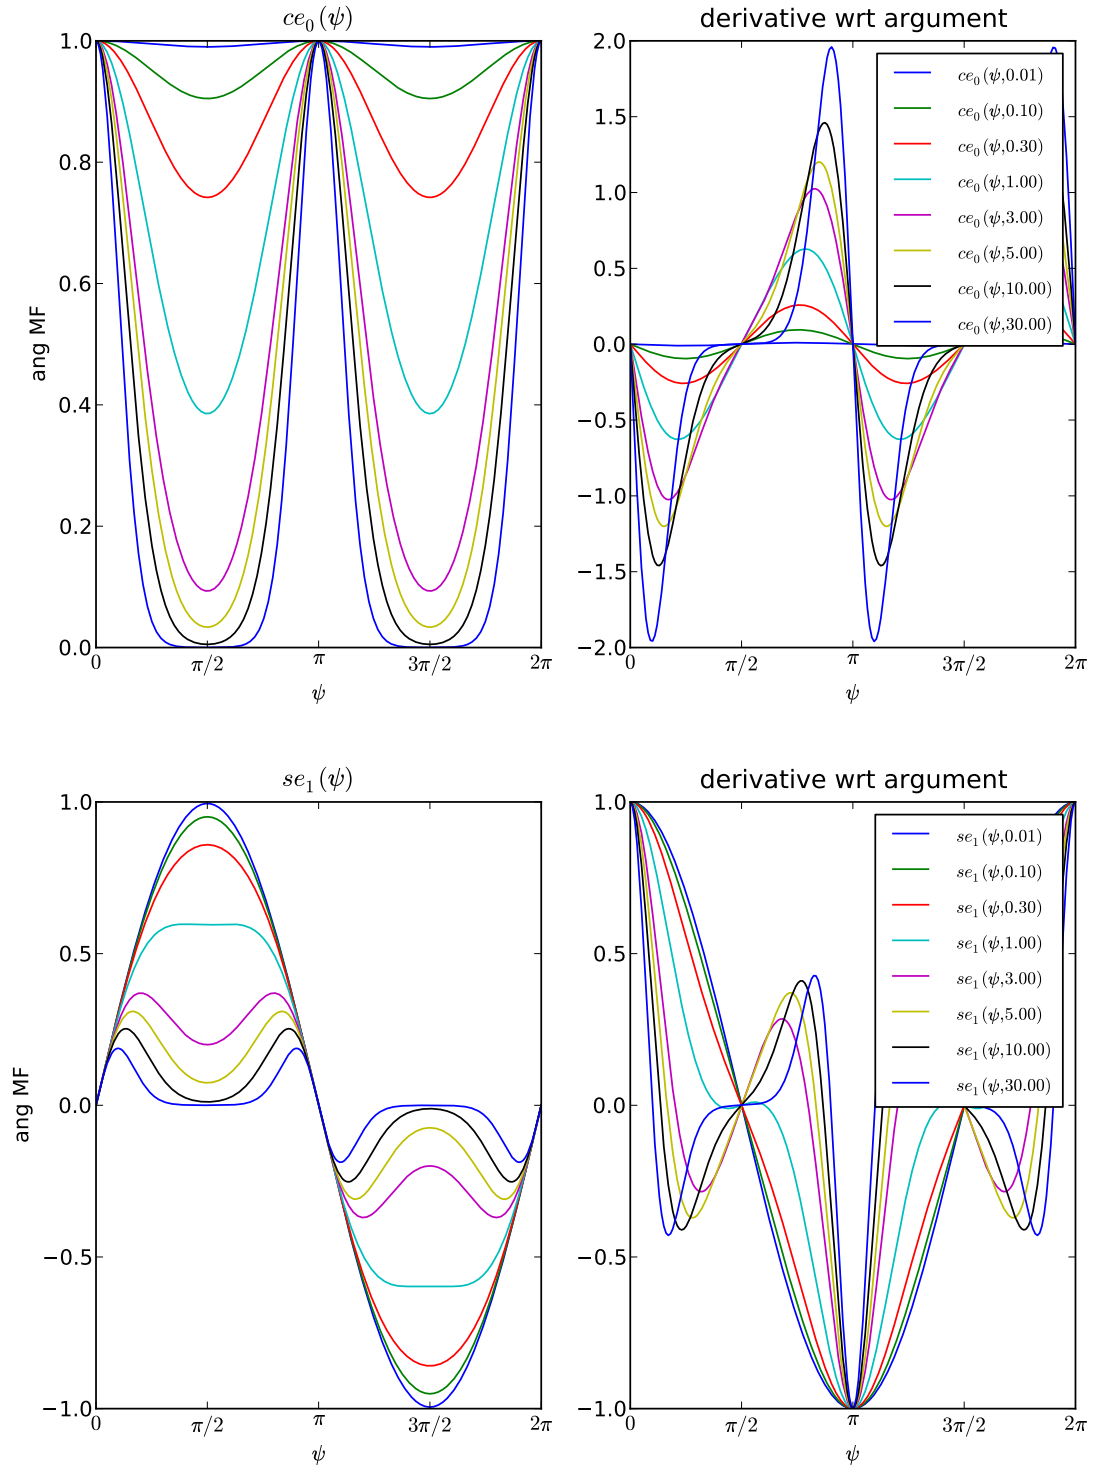 ce₀(ψ)
1.0
0.8
0.6
0.4
0.2
0.0
ang MF
0 π/2 π 3π/2 2π
ψ
derivative wrt argument
2.0
1.5
1.0
0.5
0.0
−0.5
−1.0
−1.5
−2.0
ce₀(ψ,0.01)
ce₀(ψ,0.10)
ce₀(ψ,0.30)
ce₀(ψ,1.00)
ce₀(ψ,3.00)
ce₀(ψ,5.00)
ce₀(ψ,10.00)
ce₀(ψ,30.00)
0 π/2 π 3π/2 2π
ψ
se₁(ψ)
1.0
0.5
0.0
−0.5
−1.0
ang MF
0 π/2 π 3π/2 2π
ψ
derivative wrt argument
1.0
0.5
0.0
−0.5
−1.0
se₁(ψ,0.01)
se₁(ψ,0.10)
se₁(ψ,0.30)
se₁(ψ,1.00)
se₁(ψ,3.00)
se₁(ψ,5.00)
se₁(ψ,10.00)
se₁(ψ,30.00)
0 π/2 π 3π/2 2π
ψ